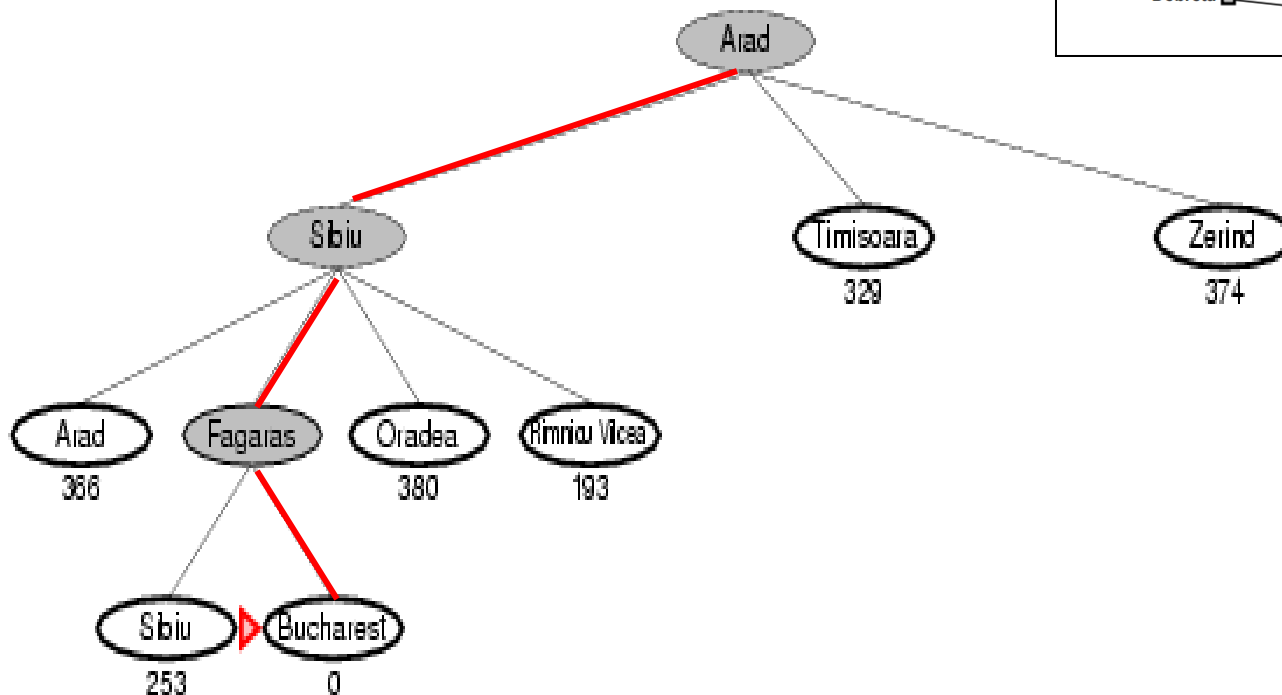 Arad
Sibiu
Timisoara
Zerind
329
374
Arad
Fagaras
Oradea
Rimnicu Vilcea
366
380
193
Sibiu
Bucharest
253
0